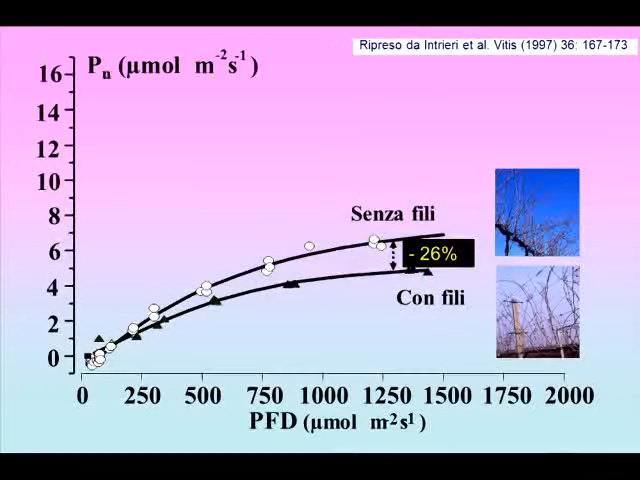 Ripreso da Intrieri et al. Vitis (1997) 36: 167-173
Pn (µmol m-2s-1)
16
14
12
10
8
6
4
2
0
Senza fili
- 26%
Con fili
0 250 500 750 1000 1250 1500 1750 2000
PFD (µmol m-2s1)